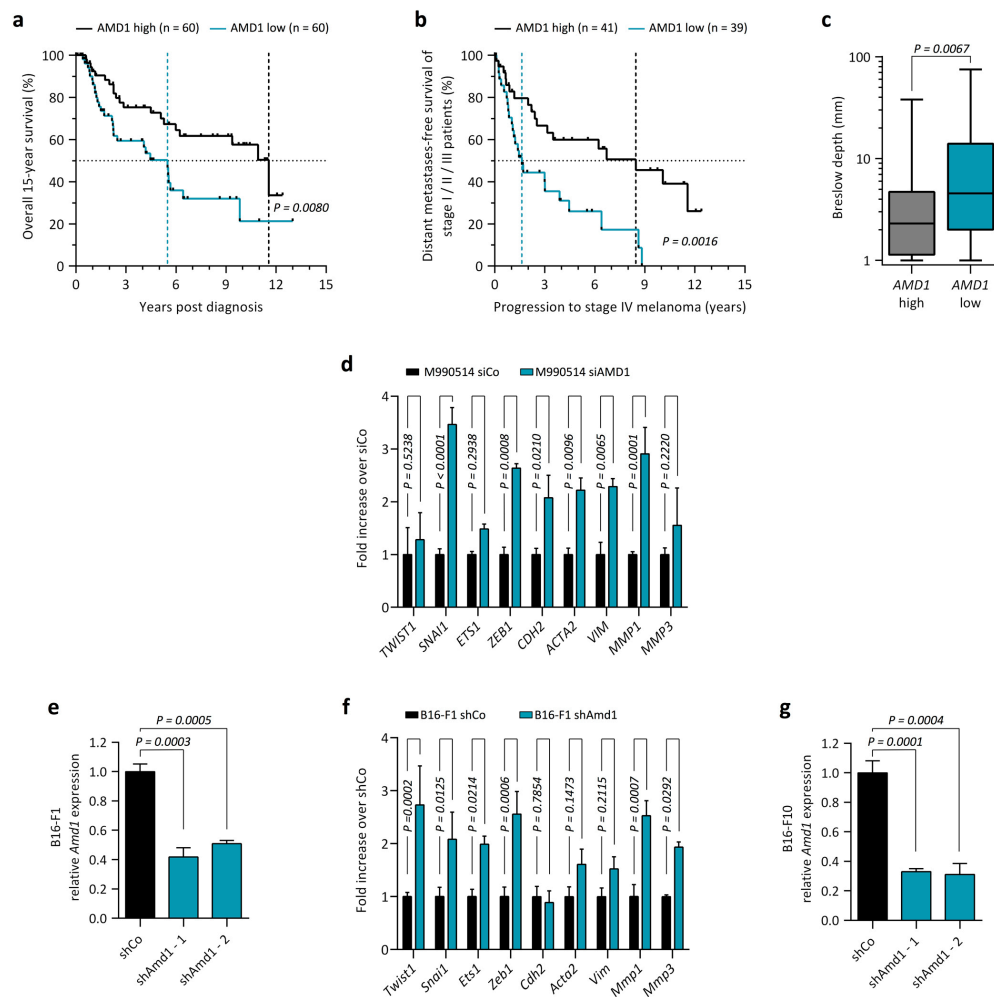 a
AMD1 high (n = 60) AMD1 low (n = 60)
Overall 15-year survival (%)
100
80
60
40
20
0
P = 0.0080
0 3 6 9 12 15
Years post diagnosis
b
AMD1 high (n = 41) AMD1 low (n = 39)
Distant metastases-free survival of
stage I / II / III patients (%)
100
80
60
40
20
0
P = 0.0016
0 3 6 9 12 15
Progression to stage IV melanoma (years)
c
P = 0.0067
Breslow depth (mm)
100
10
1
AMD1 high
AMD1 low
d
M990514 siCo M990514 siAMD1
Fold increase over siCo
4
3
2
1
0
P = 0.5238
P < 0.0001
P = 0.2938
P = 0.0008
P = 0.0210
P = 0.0096
P = 0.0065
P = 0.0001
P = 0.2220
TWIST1
SNAI1
ETS1
ZEB1
CDH2
ACTA2
VIM
MMP1
MMP3
e
P = 0.0005
P = 0.0003
B16-F1
relative Amd1 expression
1.2
1.0
0.8
0.6
0.4
0.2
0.0
shCo
shAmd1 - 1
shAmd1 - 2
f
B16-F1 shCo B16-F1 shAmd1
Fold increase over shCo
4
3
2
1
0
P =0.0002
P =0.0125
P = 0.0214
P = 0.0006
P = 0.7854
P = 0.1473
P = 0.2115
P =0.0007
P = 0.0292
Twist1
Snai1
Ets1
Zeb1
Cdh2
Acta2
Vim
Mmp1
Mmp3
g
P = 0.0004
P = 0.0001
B16-F10
relative Amd1 expression
1.2
1.0
0.8
0.6
0.4
0.2
0.0
shCo
shAmd1 - 1
shAmd1 - 2